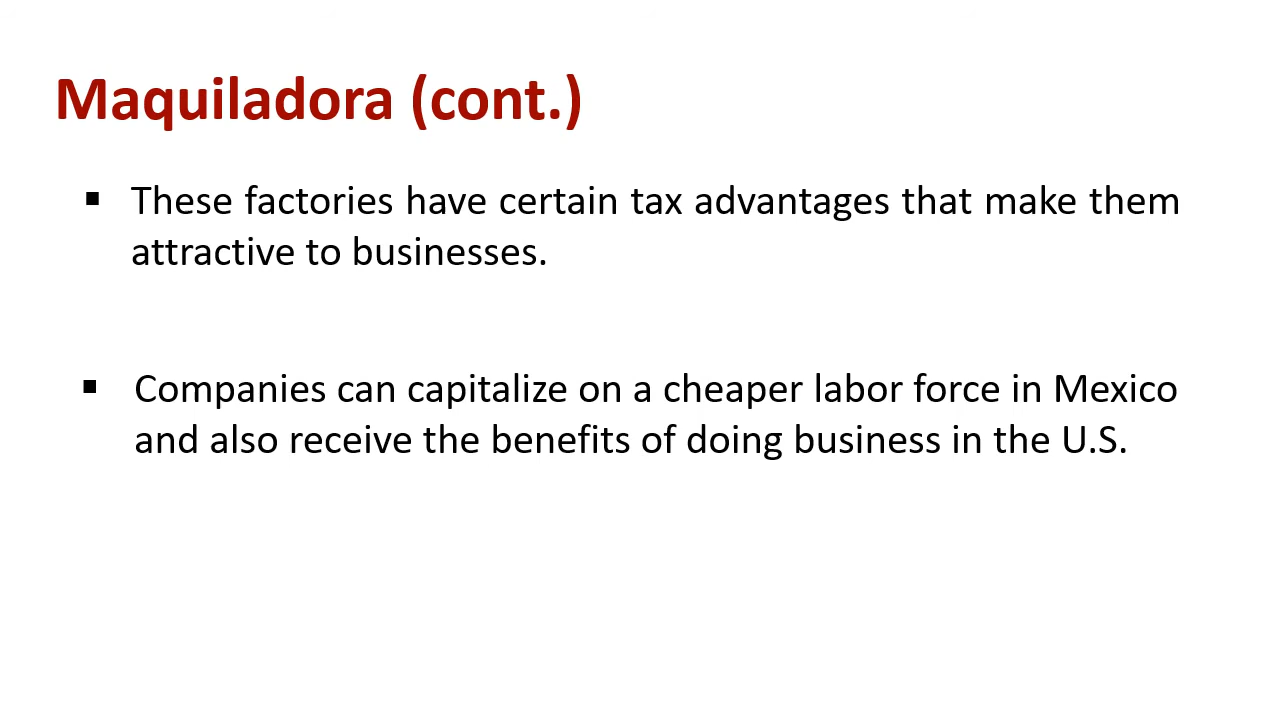 Maquiladora (cont.)
▪ These factories have certain tax advantages that make them
attractive to businesses.
▪ Companies can capitalize on a cheaper labor force in Mexico
and also receive the benefits of doing business in the U.S.